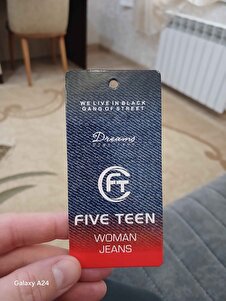 WE LIVE IN BLACK
GANG OF STREET
Dreams
FT
FIVE TEEN
WOMAN
JEANS
Galaxy A24